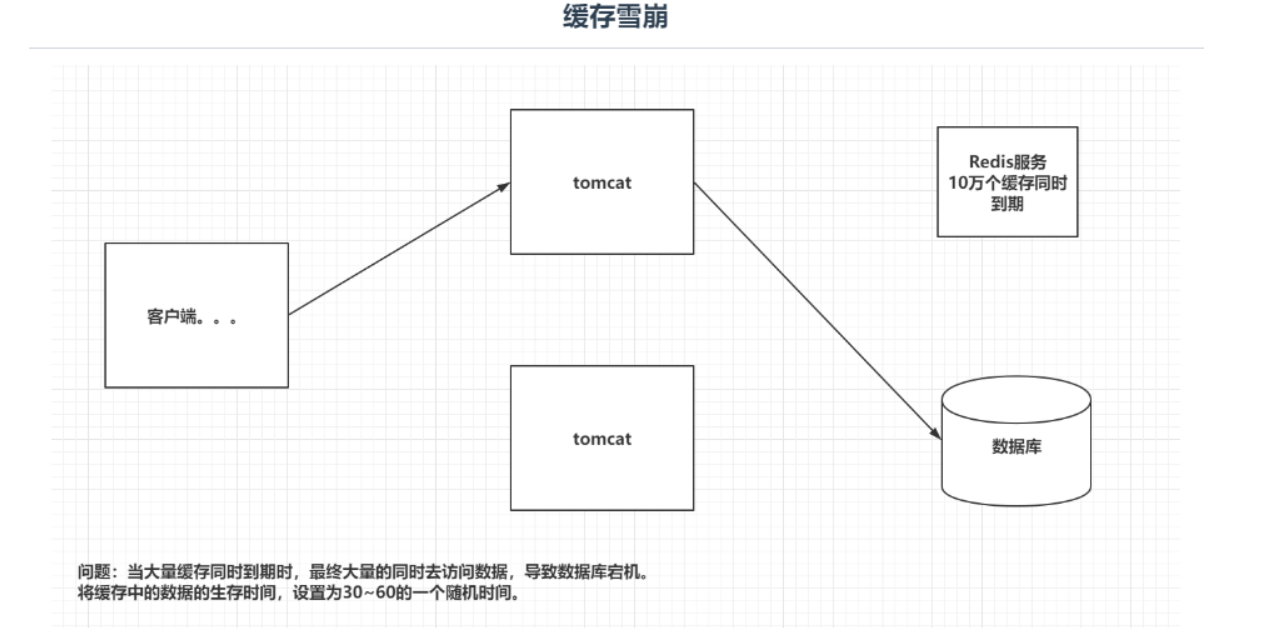 缓存雪崩
tomcat
Redis服务
10万个缓存同时
到期
客户端。。。
tomcat
数据库
问题：当大量缓存同时到期时，最终大量的同时去访问数据，导致数据库宕机。
将缓存中的数据的生存时间，设置为30~60的一个随机时间。